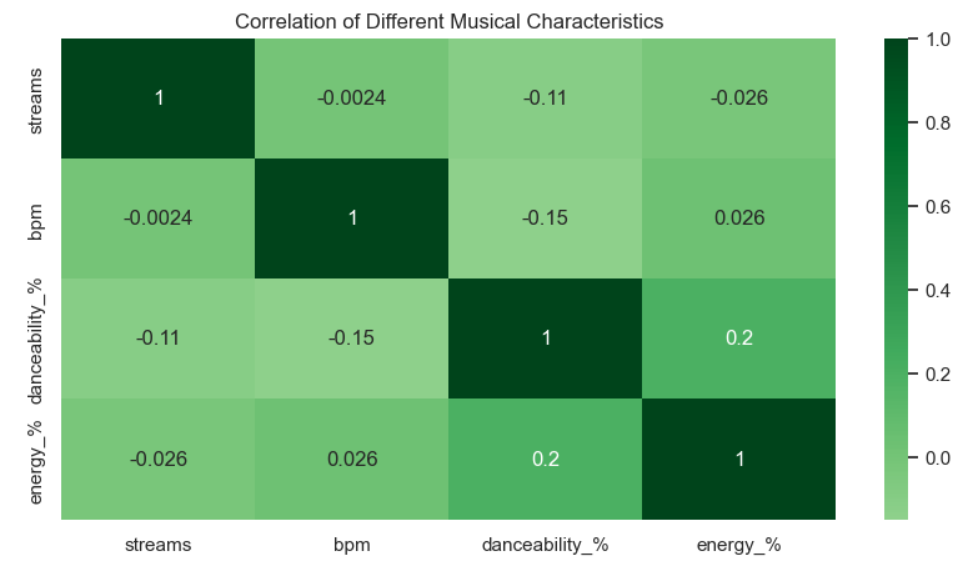 Correlation of Different Musical Characteristics
streams
1
-0.0024
-0.11
-0.026
bpm
-0.0024
1
-0.15
0.026
danceability_%
-0.11
-0.15
1
0.2
energy_%
-0.026
0.026
0.2
1
streams
bpm
danceability_%
energy_%
1.0
0.8
0.6
0.4
0.2
0.0